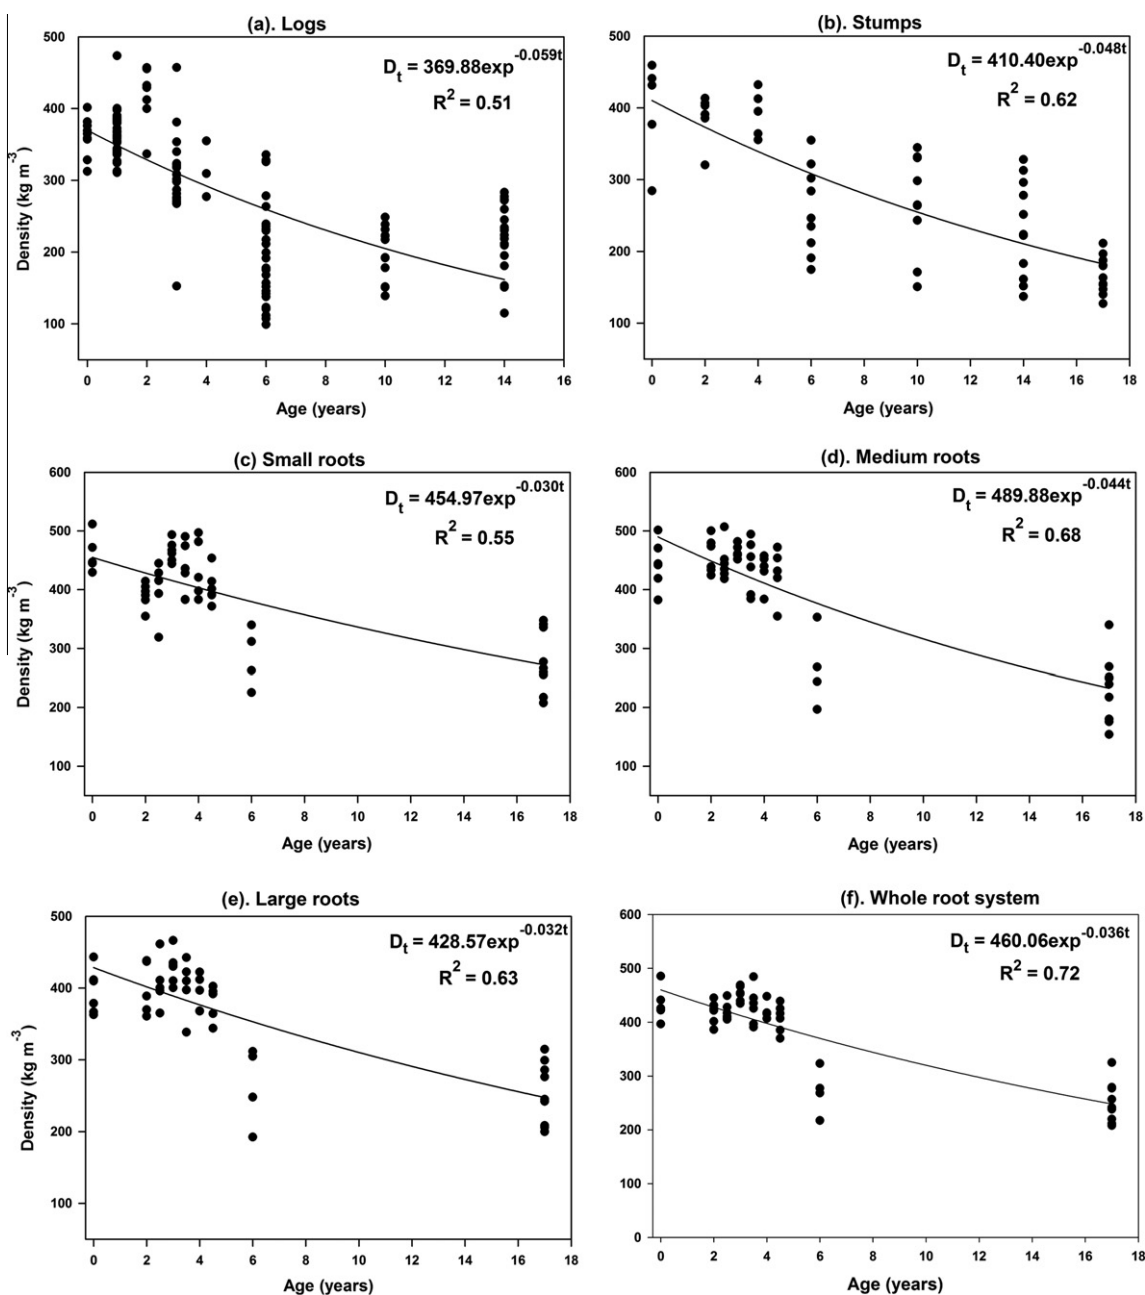 (a). Logs
D_t = 369.88exp^-0.059t
R^2 = 0.51
500
400
300
200
100
Density (kg m^-3)
0 2 4 6 8 10 12 14 16
Age (years)
(b). Stumps
D_t = 410.40exp^-0.048t
R^2 = 0.62
500
400
300
200
100
0 2 4 6 8 10 12 14 16 18
Age (years)
(c) Small roots
D_t = 454.97exp^-0.030t
R^2 = 0.55
600
500
400
300
200
100
Density (kg m^-3)
0 2 4 6 8 10 12 14 16 18
Age (years)
(d). Medium roots
D_t = 489.88exp^-0.044t
R^2 = 0.68
600
500
400
300
200
100
0 2 4 6 8 10 12 14 16 18
Age (years)
(e). Large roots
D_t = 428.57exp^-0.032t
R^2 = 0.63
500
400
300
200
100
Density (kg m^-3)
0 2 4 6 8 10 12 14 16 18
Age (years)
(f). Whole root system
D_t = 460.06exp^-0.036t
R^2 = 0.72
600
500
400
300
200
100
0
0 2 4 6 8 10 12 14 16 18
Age (years)